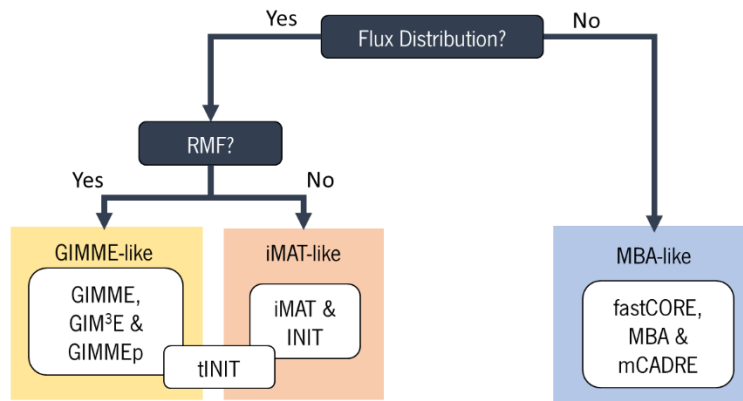 Yes
Flux Distribution?
No
RMF?
Yes
No
GIMME-like
GIMME,
GIM³E &
GIMMEp
iMAT-like
iMAT &
INIT
tINIT
MBA-like
fastCORE,
MBA &
mCADRE